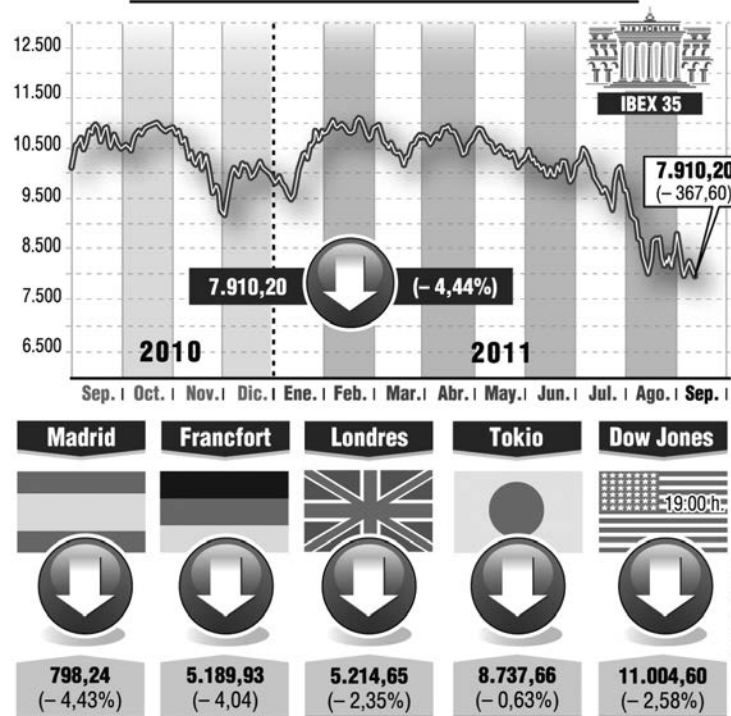 12.500
11.500
10.500
9.500
8.500
7.500
6.500
IBEX 35
7.910,20
(– 367,60)
7.910,20 (– 4,44%)
2010 2011
Sep. Oct. Nov. Dic. Ene. Feb. Mar. Abr. May. Jun. Jul. Ago. Sep.
Madrid Francfort Londres Tokio Dow Jones
19:00 h.
798,24 5.189,93 5.214,65 8.737,66 11.004,60
(– 4,43%) (– 4,04) (– 2,35%) (– 0,63%) (– 2,58%)